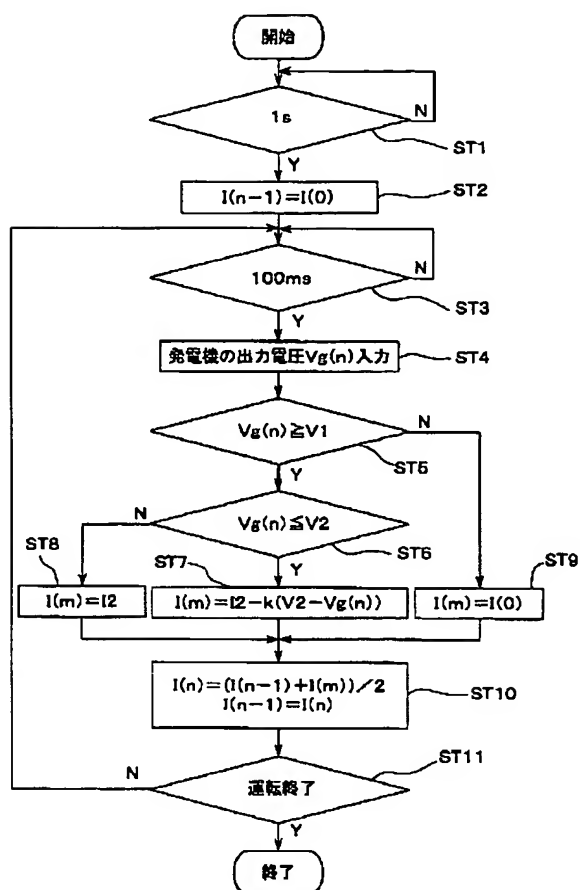 開始
1s
N
ST1
Y
I(n-1)=I(0)
ST2
100ms
N
ST3
Y
発電機の出力電圧Vg(n)入力
ST4
Vg(n)≧V1
N
ST5
Y
Vg(n)≦V2
N
ST6
Y
ST8
ST7
ST9
I(m)=I2
I(m)=I2-k(V2-Vg(n))
I(m)=I(0)
I(n)=(I(n-1)+I(m))/2
I(n-1)=I(n)
ST10
運転終了
N
ST11
Y
終了